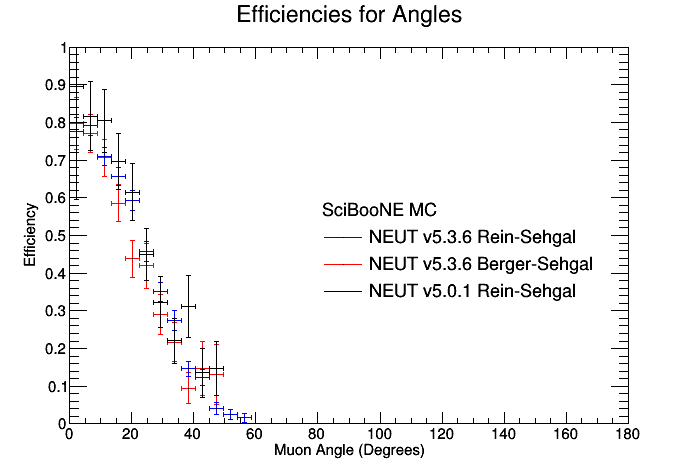 Efficiencies for Angles
1
0.9
0.8
0.7
0.6
0.5
0.4
0.3
0.2
0.1
0
Efficiency
SciBooNE MC
NEUT v5.3.6 Rein-Sehgal
NEUT v5.3.6 Berger-Sehgal
NEUT v5.0.1 Rein-Sehgal
0 20 40 60 80 100 120 140 160 180
Muon Angle (Degrees)